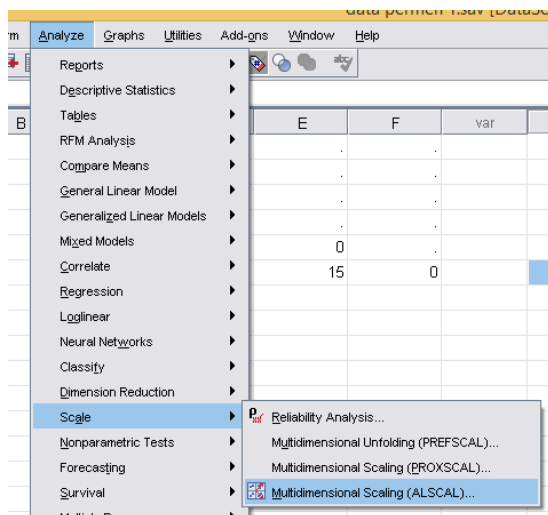 data permen 1.sav [DataS
rm Analyze Graphs Utilities Add-ons Window Help
Reports
Descriptive Statistics
Tables
B E F var
RFM Analysis
. .
Compare Means
. .
General Linear Model
. .
Generalized Linear Models
. .
Mixed Models
0 .
Correlate
15 0
Regression
Loglinear
Neural Networks
Classify
Dimension Reduction
Scale
Reliability Analysis...
Nonparametric Tests
Multidimensional Unfolding (PREFSCAL)...
Forecasting
Multidimensional Scaling (PROXSCAL)...
Survival
Multidimensional Scaling (ALSCAL)...